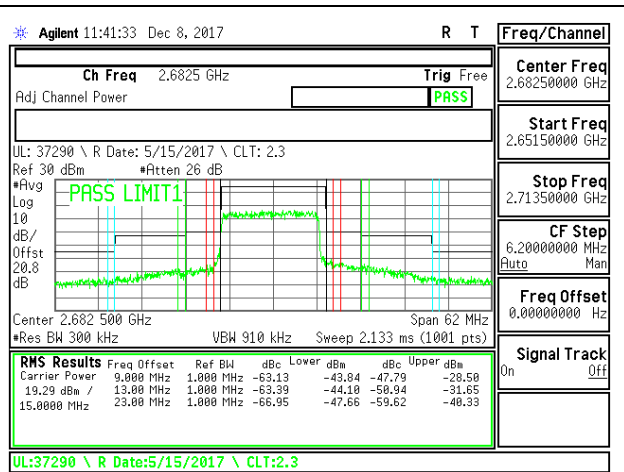 Agilent 11:41:33 Dec 8, 2017 R T
Freq/Channel
Ch Freq 2.6825 GHz Trig Free
Adj Channel Power PASS
UL: 37290 \ R Date: 5/15/2017 \ CLT: 2.3
Ref 30 dBm #Atten 26 dB
#Avg
Log
10
dB/
Offst
20.8
dB
PASS LIMIT1
Center 2.682 500 GHz Span 62 MHz
#Res BW 300 kHz VBW 910 kHz Sweep 2.133 ms (1001 pts)
RMS Results Freq Offset Ref BW dBc Lower dBm dBc Upper dBm
Carrier Power 9.000 MHz 1.000 MHz -63.13 -43.84 -47.79 -28.50
19.29 dBm / 13.00 MHz 1.000 MHz -63.39 -44.10 -50.94 -31.65
15.0000 MHz 23.00 MHz 1.000 MHz -66.95 -47.66 -59.62 -40.33
UL:37290 \ R Date:5/15/2017 \ CLT:2.3
Center Freq
2.68250000 GHz
Start Freq
2.65150000 GHz
Stop Freq
2.71350000 GHz
CF Step
6.20000000 MHz
Auto Man
Freq Offset
0.00000000 Hz
Signal Track
On Off